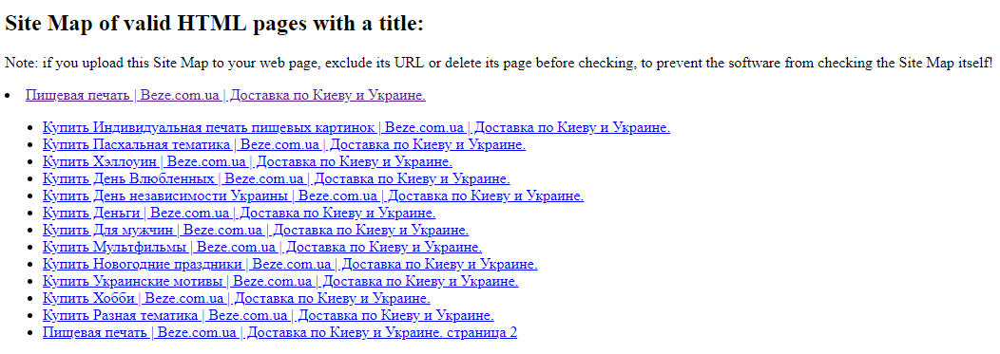 Site Map of valid HTML pages with a title:
Note: if you upload this Site Map to your web page, exclude its URL or delete its page before checking, to prevent the software from checking the Site Map itself!
Пищевая печать | Beze.com.ua | Доставка по Киеву и Украине.
Купить Индивидуальная печать пищевых картинок | Beze.com.ua | Доставка по Киеву и Украине.
Купить Пасхальная тематика | Beze.com.ua | Доставка по Киеву и Украине.
Купить Хэллоуин | Beze.com.ua | Доставка по Киеву и Украине.
Купить День Влюбленных | Beze.com.ua | Доставка по Киеву и Украине.
Купить День независимости Украины | Beze.com.ua | Доставка по Киеву и Украине.
Купить Деньги | Beze.com.ua | Доставка по Киеву и Украине.
Купить Для мужчин | Beze.com.ua | Доставка по Киеву и Украине.
Купить Мультфильмы | Beze.com.ua | Доставка по Киеву и Украине.
Купить Новогодние праздники | Beze.com.ua | Доставка по Киеву и Украине.
Купить Украинские мотивы | Beze.com.ua | Доставка по Киеву и Украине.
Купить Хобби | Beze.com.ua | Доставка по Киеву и Украине.
Купить Разная тематика | Beze.com.ua | Доставка по Киеву и Украине.
Пищевая печать | Beze.com.ua | Доставка по Киеву и Украине. страница 2